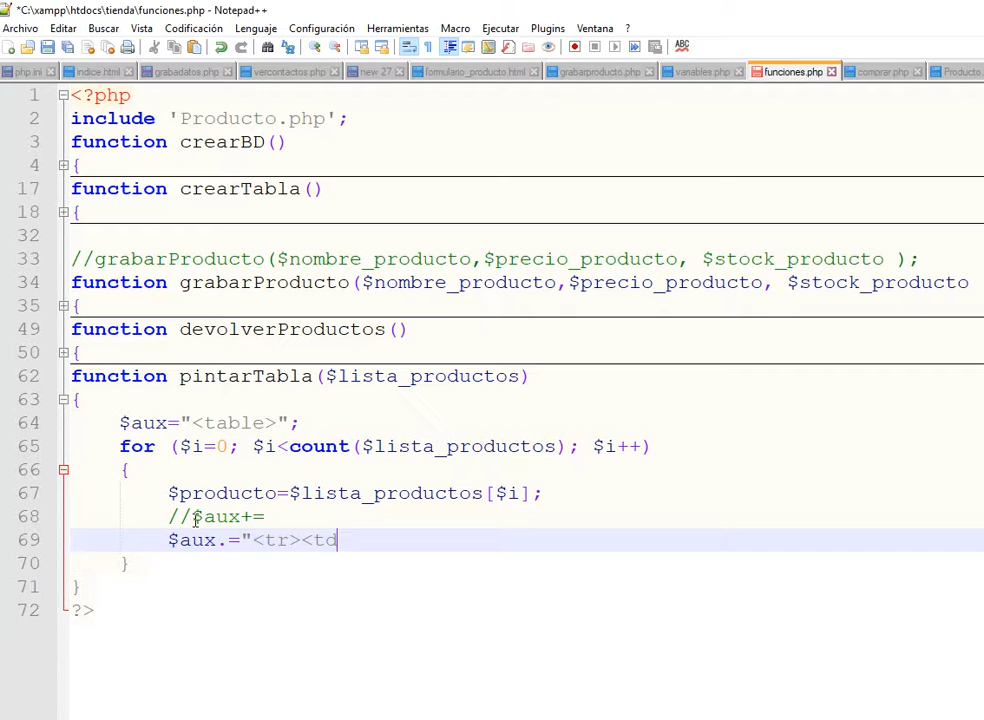 *C:\xampp\htdocs\tienda\funciones.php - Notepad++
Archivo Editar Buscar Vista Codificación Lenguaje Configuración Herramientas Macro Ejecutar Plugins Ventana ?
php.ini indice.html grabadatos.php vercontactos.php new 27 formulario_producto.html grabarproducto.php variables.php funciones.php comprar.php Producto.
1 <?php
2 include 'Producto.php';
3 function crearBD()
4 {
17 function crearTabla()
18 {
32
33 //grabarProducto($nombre_producto,$precio_producto, $stock_producto );
34 function grabarProducto($nombre_producto,$precio_producto, $stock_producto
35 {
49 function devolverProductos()
50 {
62 function pintarTabla($lista_productos)
63 {
64 $aux="<table>";
65 for ($i=0; $i<count($lista_productos); $i++)
66 {
67 $producto=$lista_productos[$i];
68 //$aux+=
69 $aux.="<tr><td
70 }
71 }
72 ?>